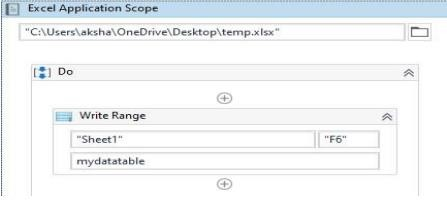 Excel Application Scope
"C:\Users\aksha\OneDrive\Desktop\temp.xlsx"
Do
Write Range
"Sheet1" "F6"
mydatatable